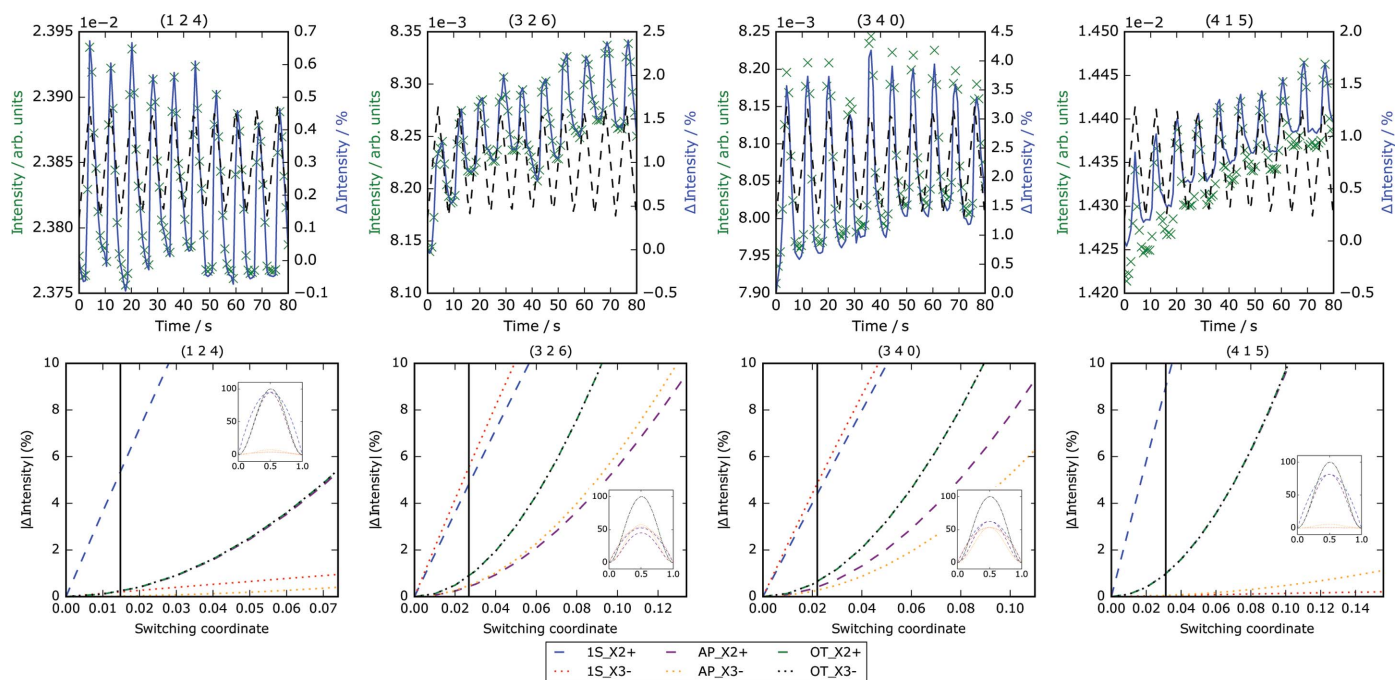 1e−2 (1 2 4)
2.395
2.390
2.385
2.380
2.375
Intensity / arb. units
0.7
0.6
0.5
0.4
0.3
0.2
0.1
0.0
−0.1
ΔIntensity / %
0 10 20 30 40 50 60 70 80
Time / s
1e−3 (3 2 6)
8.35
8.30
8.25
8.20
8.15
8.10
Intensity / arb. units
2.5
2.0
1.5
1.0
0.5
0.0
−0.5
ΔIntensity / %
0 10 20 30 40 50 60 70 80
Time / s
1e−3 (3 4 0)
8.25
8.20
8.15
8.10
8.05
8.00
7.95
7.90
Intensity / arb. units
4.5
4.0
3.5
3.0
2.5
2.0
1.5
1.0
0.5
0.0
ΔIntensity / %
0 10 20 30 40 50 60 70 80
Time / s
1e−2 (4 1 5)
1.450
1.445
1.440
1.435
1.430
1.425
1.420
Intensity / arb. units
2.0
1.5
1.0
0.5
0.0
−0.5
ΔIntensity / %
0 10 20 30 40 50 60 70 80
Time / s
(1 2 4)
10
8
6
4
2
0
|ΔIntensity| (%)
100
50
0
0.0 0.5 1.0
0.00 0.01 0.02 0.03 0.04 0.05 0.06 0.07
Switching coordinate
(3 2 6)
10
8
6
4
2
0
|ΔIntensity| (%)
100
50
0
0.0 0.5 1.0
0.00 0.02 0.04 0.06 0.08 0.10 0.12
Switching coordinate
(3 4 0)
10
8
6
4
2
0
|ΔIntensity| (%)
100
50
0
0.0 0.5 1.0
0.00 0.02 0.04 0.06 0.08 0.10
Switching coordinate
(4 1 5)
10
8
6
4
2
0
|ΔIntensity| (%)
100
50
0
0.0 0.5 1.0
0.00 0.02 0.04 0.06 0.08 0.10 0.12 0.14
Switching coordinate
1S_X2+ AP_X2+ OT_X2+
1S_X3- AP_X3- OT_X3-